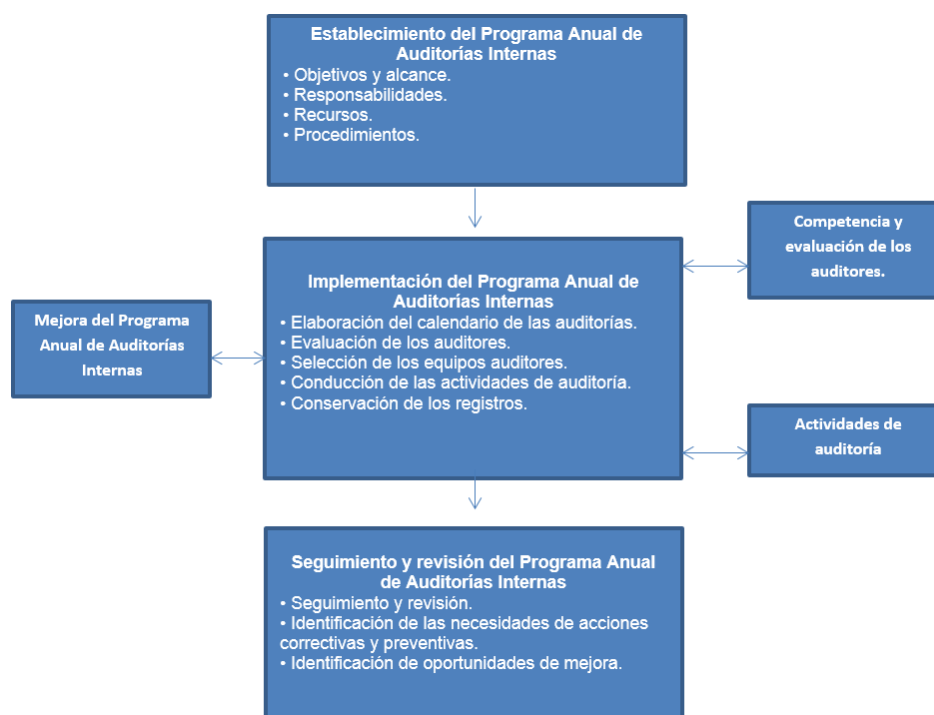 Establecimiento del Programa Anual de
Auditorías Internas
• Objetivos y alcance.
• Responsabilidades.
• Recursos.
• Procedimientos.
Competencia y
evaluación de los
auditores.
Implementación del Programa Anual de
Auditorías Internas
• Elaboración del calendario de las auditorías.
• Evaluación de los auditores.
• Selección de los equipos auditores.
• Conducción de las actividades de auditoría.
• Conservación de los registros.
Mejora del Programa
Anual de Auditorías
Internas
Actividades de
auditoría
Seguimiento y revisión del Programa Anual
de Auditorías Internas
• Seguimiento y revisión.
• Identificación de las necesidades de acciones
correctivas y preventivas.
• Identificación de oportunidades de mejora.